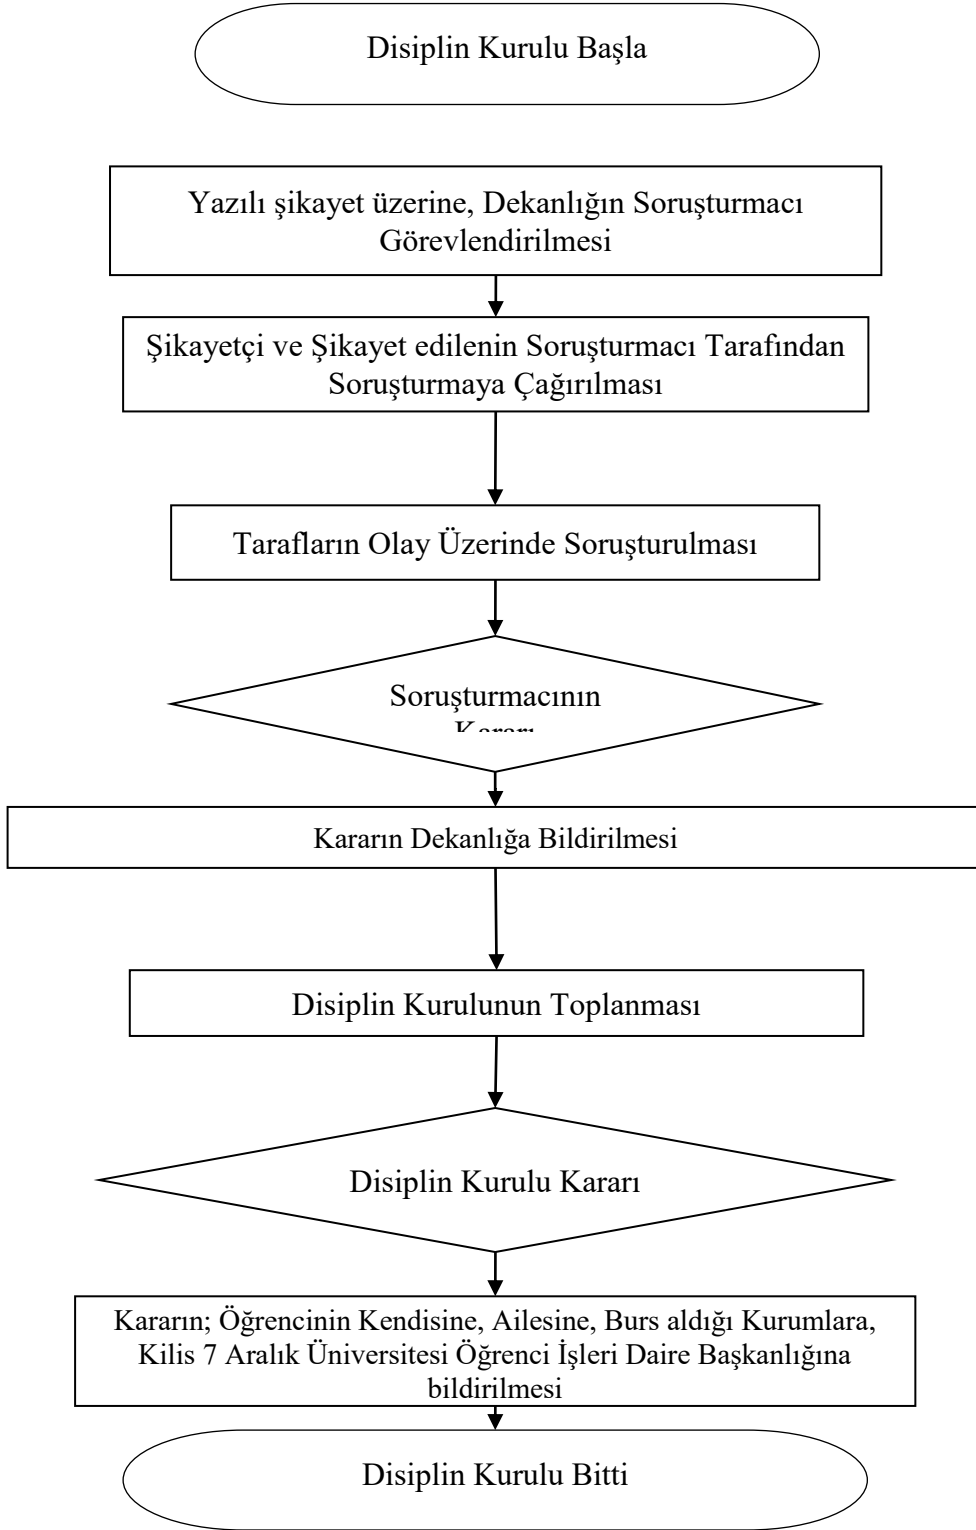 Disiplin Kurulu Başla
Yazılı şikayet üzerine, Dekanlığın Soruşturmacı
Görevlendirilmesi
Şikayetçi ve Şikayet edilenin Soruşturmacı Tarafından
Soruşturmaya Çağırılması
Tarafların Olay Üzerinde Soruşturulması
Soruşturmacının
Kararı
Kararın Dekanlığa Bildirilmesi
Disiplin Kurulunun Toplanması
Disiplin Kurulu Kararı
Kararın; Öğrencinin Kendisine, Ailesine, Burs aldığı Kurumlara,
Kilis 7 Aralık Üniversitesi Öğrenci İşleri Daire Başkanlığına
bildirilmesi
Disiplin Kurulu Bitti